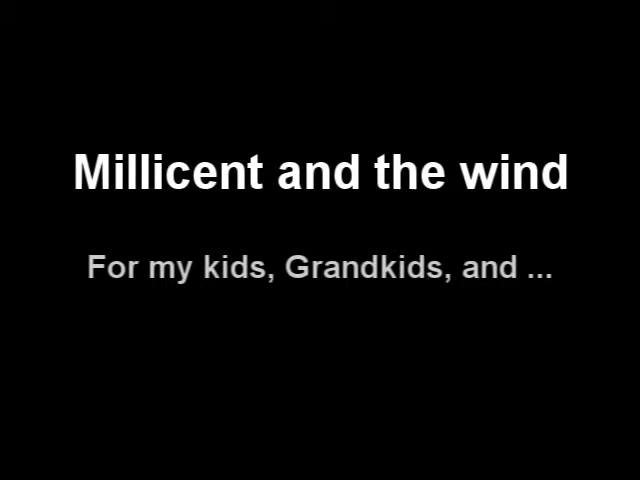 Millicent and the wind
For my kids, Grandkids, and ...